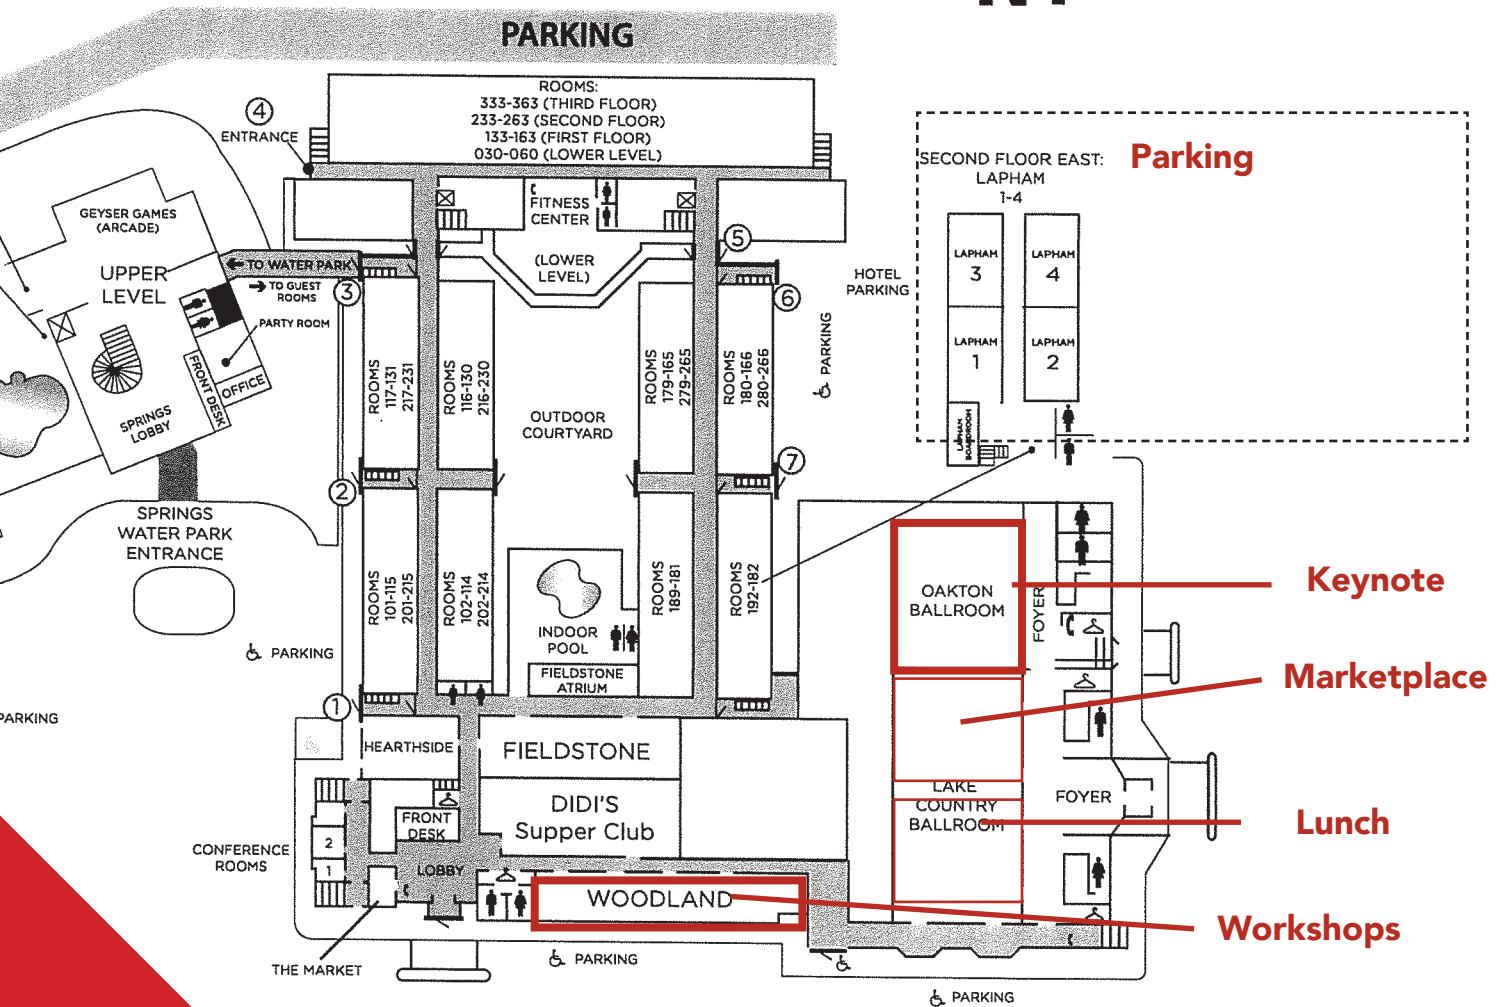 PARKING
ROOMS:
333-363 (THIRD FLOOR)
233-263 (SECOND FLOOR)
133-163 (FIRST FLOOR)
030-060 (LOWER LEVEL)
4
ENTRANCE
SECOND FLOOR EAST:
LAPHAM
1-4
Parking
GEYSER GAMES
(ARCADE)
FITNESS
CENTER
(LOWER
LEVEL)
5
UPPER
LEVEL
TO WATER PARK
TO GUEST
ROOMS
3
6
HOTEL
PARKING
LAPHAM
3
LAPHAM
4
PARTY ROOM
PARKING
LAPHAM
1
LAPHAM
2
FRONT DESK
OFFICE
SPRINGS
LOBBY
ROOMS
117-131
217-231
ROOMS
116-130
216-230
OUTDOOR
COURTYARD
ROOMS
179-165
279-265
ROOMS
180-166
280-266
LAPHAM
BOARDROOM
7
2
SPRINGS
WATER PARK
ENTRANCE
ROOMS
101-115
201-215
ROOMS
102-114
202-214
INDOOR
POOL
ROOMS
189-181
ROOMS
192-182
OAKTON
BALLROOM
FOYER
Keynote
PARKING
FIELDSTONE
ATRIUM
Marketplace
1
PARKING
HEARTHSIDE
FIELDSTONE
LAKE
COUNTRY
BALLROOM
FOYER
DIDI'S
Supper Club
FRONT
DESK
Lunch
CONFERENCE
ROOMS
2
1
LOBBY
WOODLAND
Workshops
THE MARKET
PARKING
PARKING